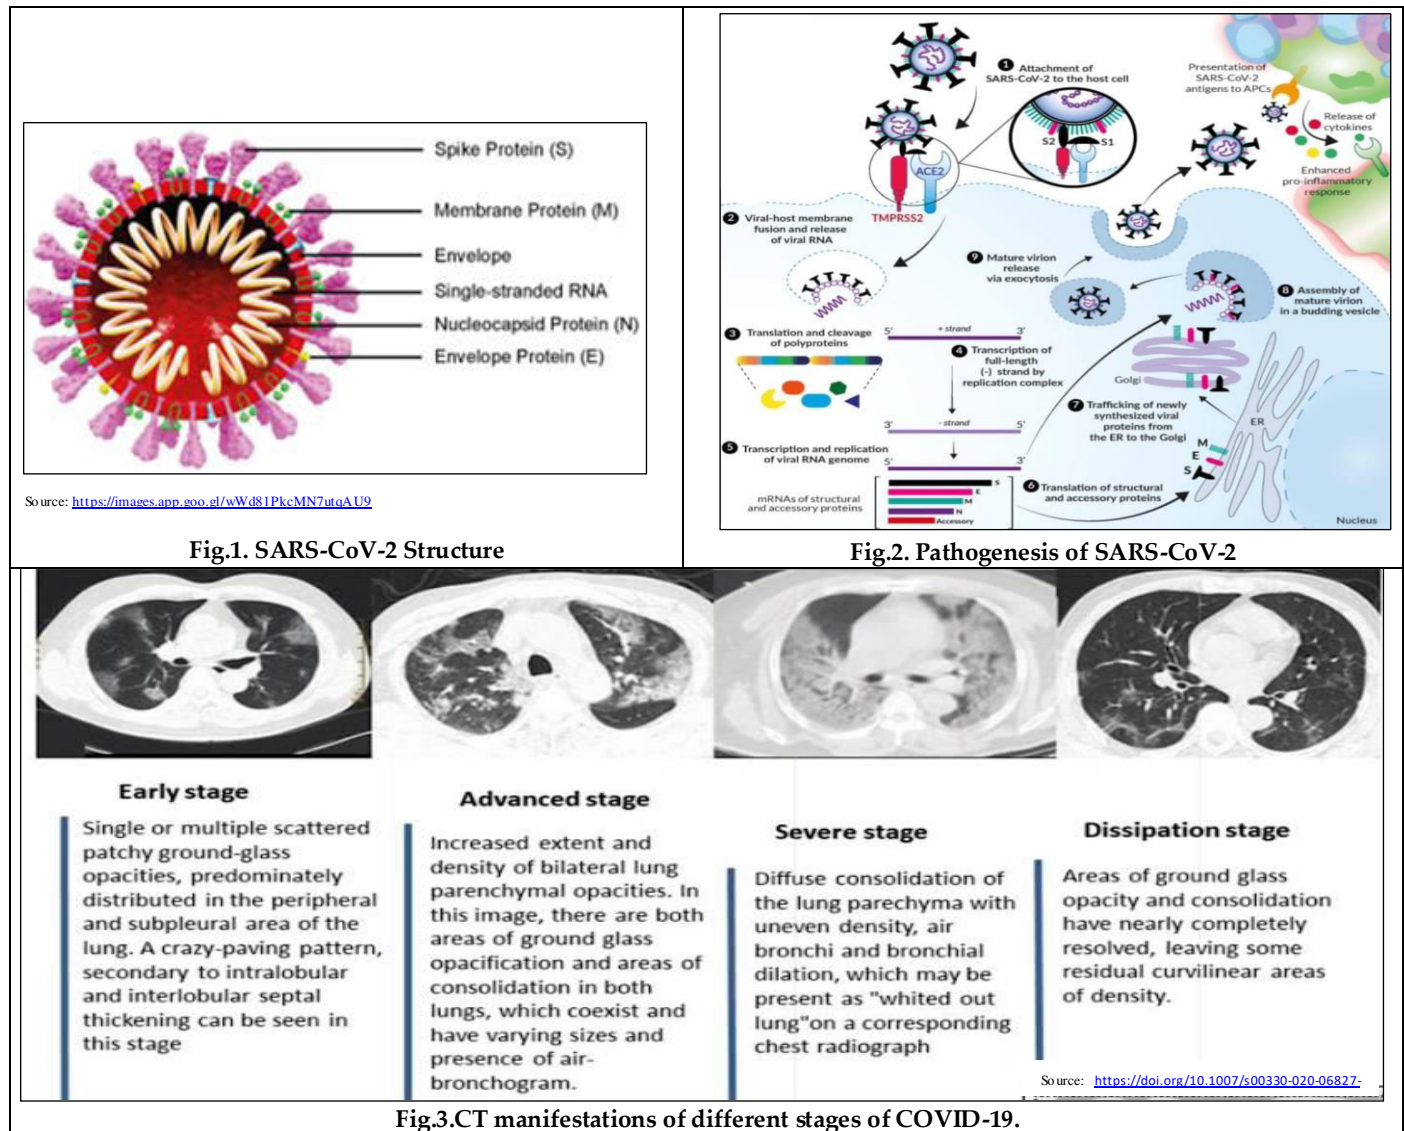 Spike Protein (S)
Membrane Protein (M)
Envelope
Single-stranded RNA
Nucleocapsid Protein (N)
Envelope Protein (E)
Source: https://images.app.goo.gl/wWd81PkcMN7utqAU9
Fig.1. SARS-CoV-2 Structure
1 Attachment of
SARS-CoV-2 to the host cell
S2
S1
ACE2
TMPRSS2
Presentation of
SARS-CoV-2
antigens to APCs
Release of
cytokines
Enhanced
pro-inflammatory
response
2 Viral-host membrane
fusion and release
of viral RNA
9 Mature virion
release
via exocytosis
8 Assembly of
mature virion
in a budding vesicle
3 Translation and cleavage
of polyproteins
5' + strand 3'
4 Transcription of
full-length
(-) strand by
replication complex
Golgi
7 Trafficking of newly
synthesized viral
proteins from
the ER to the Golgi
ER
3' - strand 5'
5 Transcription and replication
of viral RNA genome
5' 3'
M
E
S
mRNAs of structural
and accessory proteins
S
E
M
N
Accessory
6 Translation of structural
and accessory proteins
Nucleus
Fig.2. Pathogenesis of SARS-CoV-2
Early stage
Single or multiple scattered
patchy ground-glass
opacities, predominately
distributed in the peripheral
and subpleural area of the
lung. A crazy-paving pattern,
secondary to intralobular
and interlobular septal
thickening can be seen in
this stage
Advanced stage
Increased extent and
density of bilateral lung
parenchymal opacities. In
this image, there are both
areas of ground glass
opacification and areas of
consolidation in both
lungs, which coexist and
have varying sizes and
presence of air-
bronchogram.
Severe stage
Diffuse consolidation of
the lung parechyma with
uneven density, air
bronchi and bronchial
dilation, which may be
present as "whited out
lung"on a corresponding
chest radiograph
Dissipation stage
Areas of ground glass
opacity and consolidation
have nearly completely
resolved, leaving some
residual curvilinear areas
of density.
Source: https://doi.org/10.1007/s00330-020-06827-
Fig.3.CT manifestations of different stages of COVID-19.